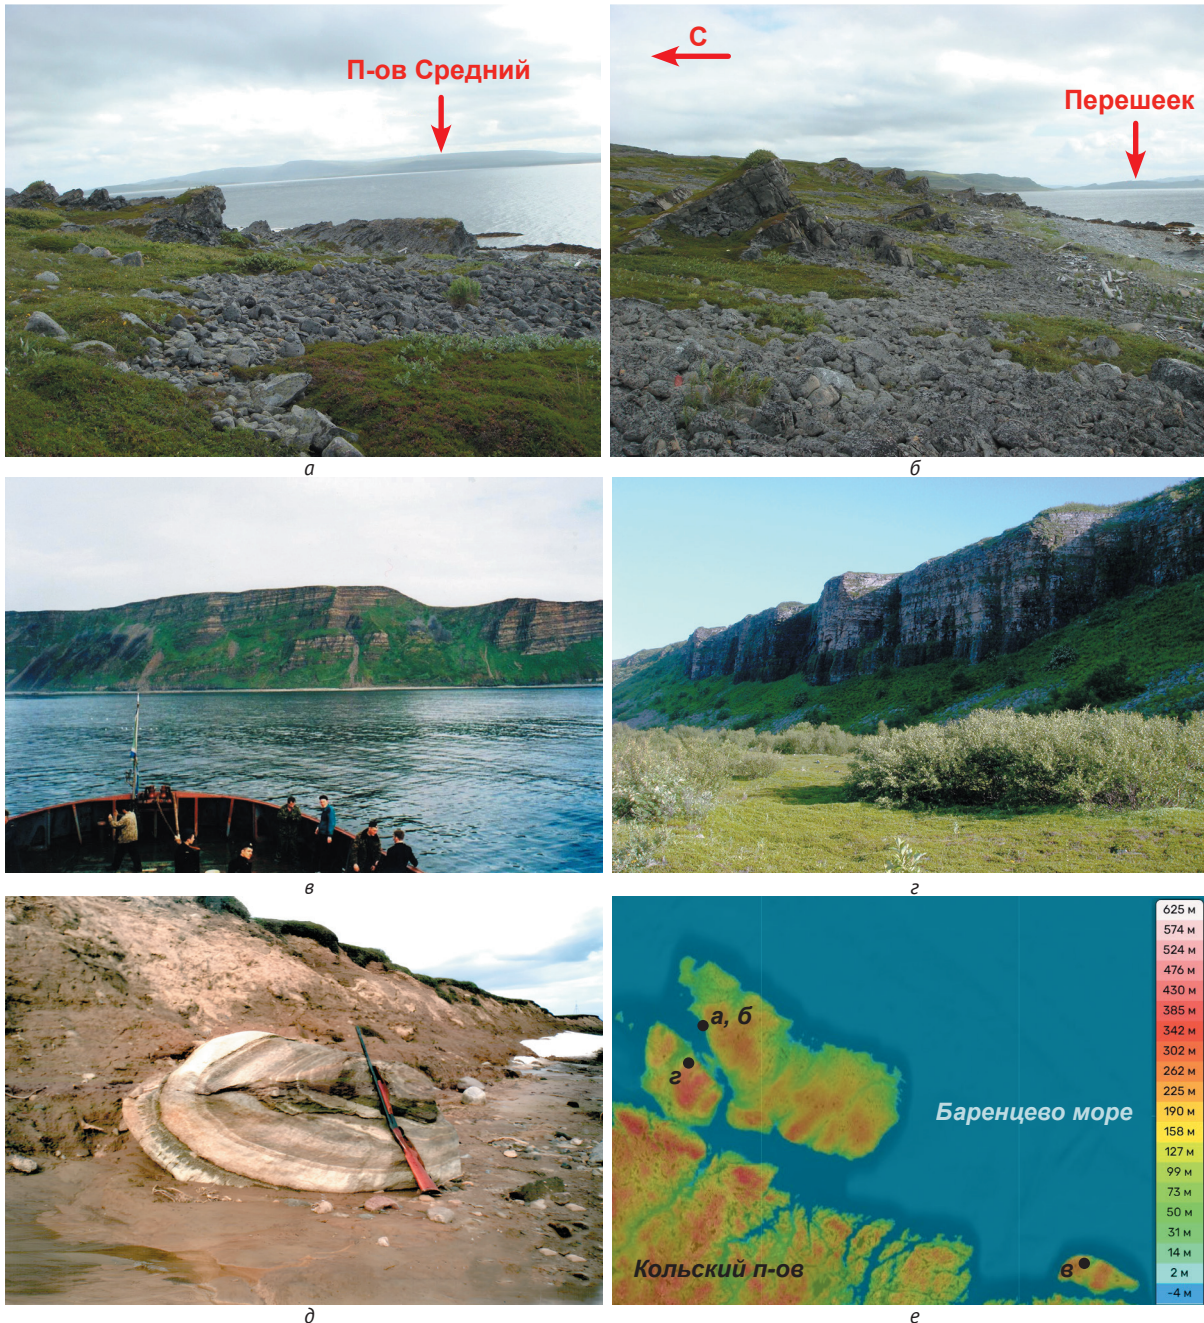 П-ов Средний
С
Перешеек
а
б
в
г
д
а, б
г
Баренцево море
Кольский п-ов
в
625 м
574 м
524 м
476 м
430 м
385 м
342 м
302 м
262 м
225 м
190 м
158 м
127 м
99 м
73 м
50 м
31 м
14 м
2 м
-4 м
е